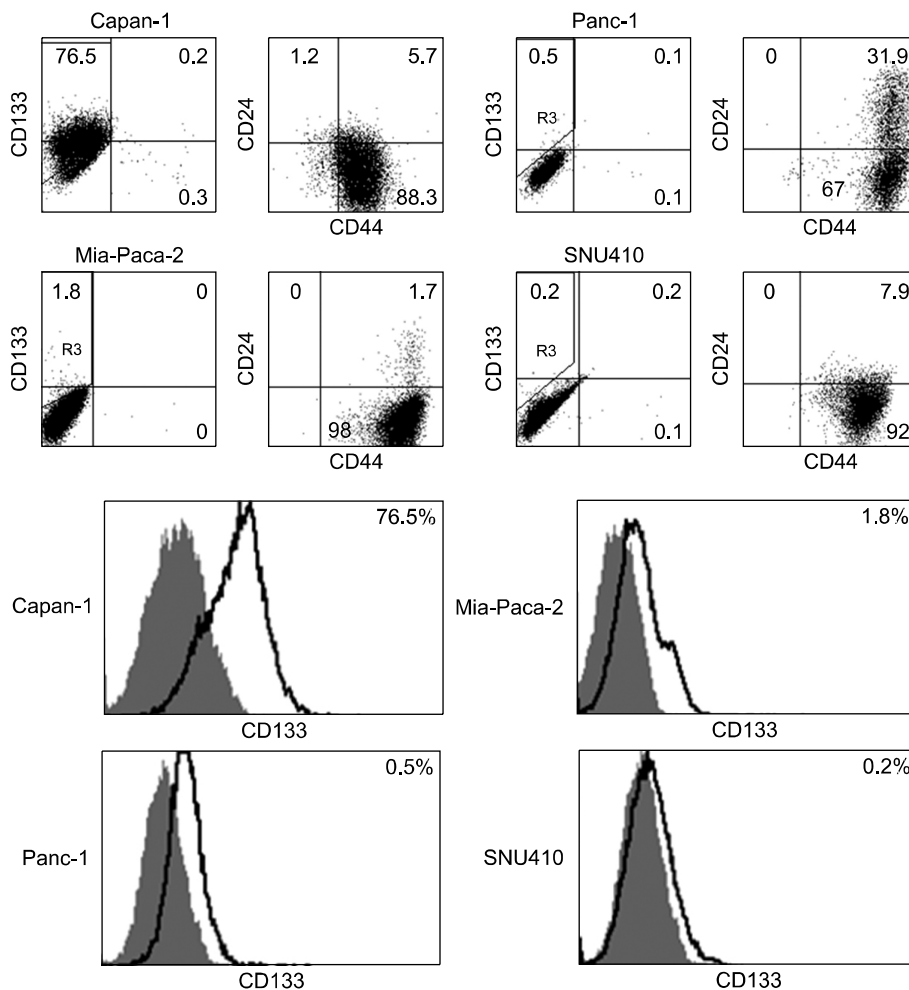 Capan-1
Panc-1
76.5 0.2
0.3
CD133
1.2 5.7
88.3
CD24
CD44
0.5 0.1
R3
0.1
CD133
0 31.9
67
CD24
CD44
Mia-Paca-2
SNU410
1.8 0
R3
0
CD133
0 1.7
98
CD24
CD44
0.2 0.2
R3
0.1
CD133
0 7.9
92
CD24
CD44
Capan-1
76.5%
CD133
Mia-Paca-2
1.8%
CD133
Panc-1
0.5%
CD133
SNU410
0.2%
CD133